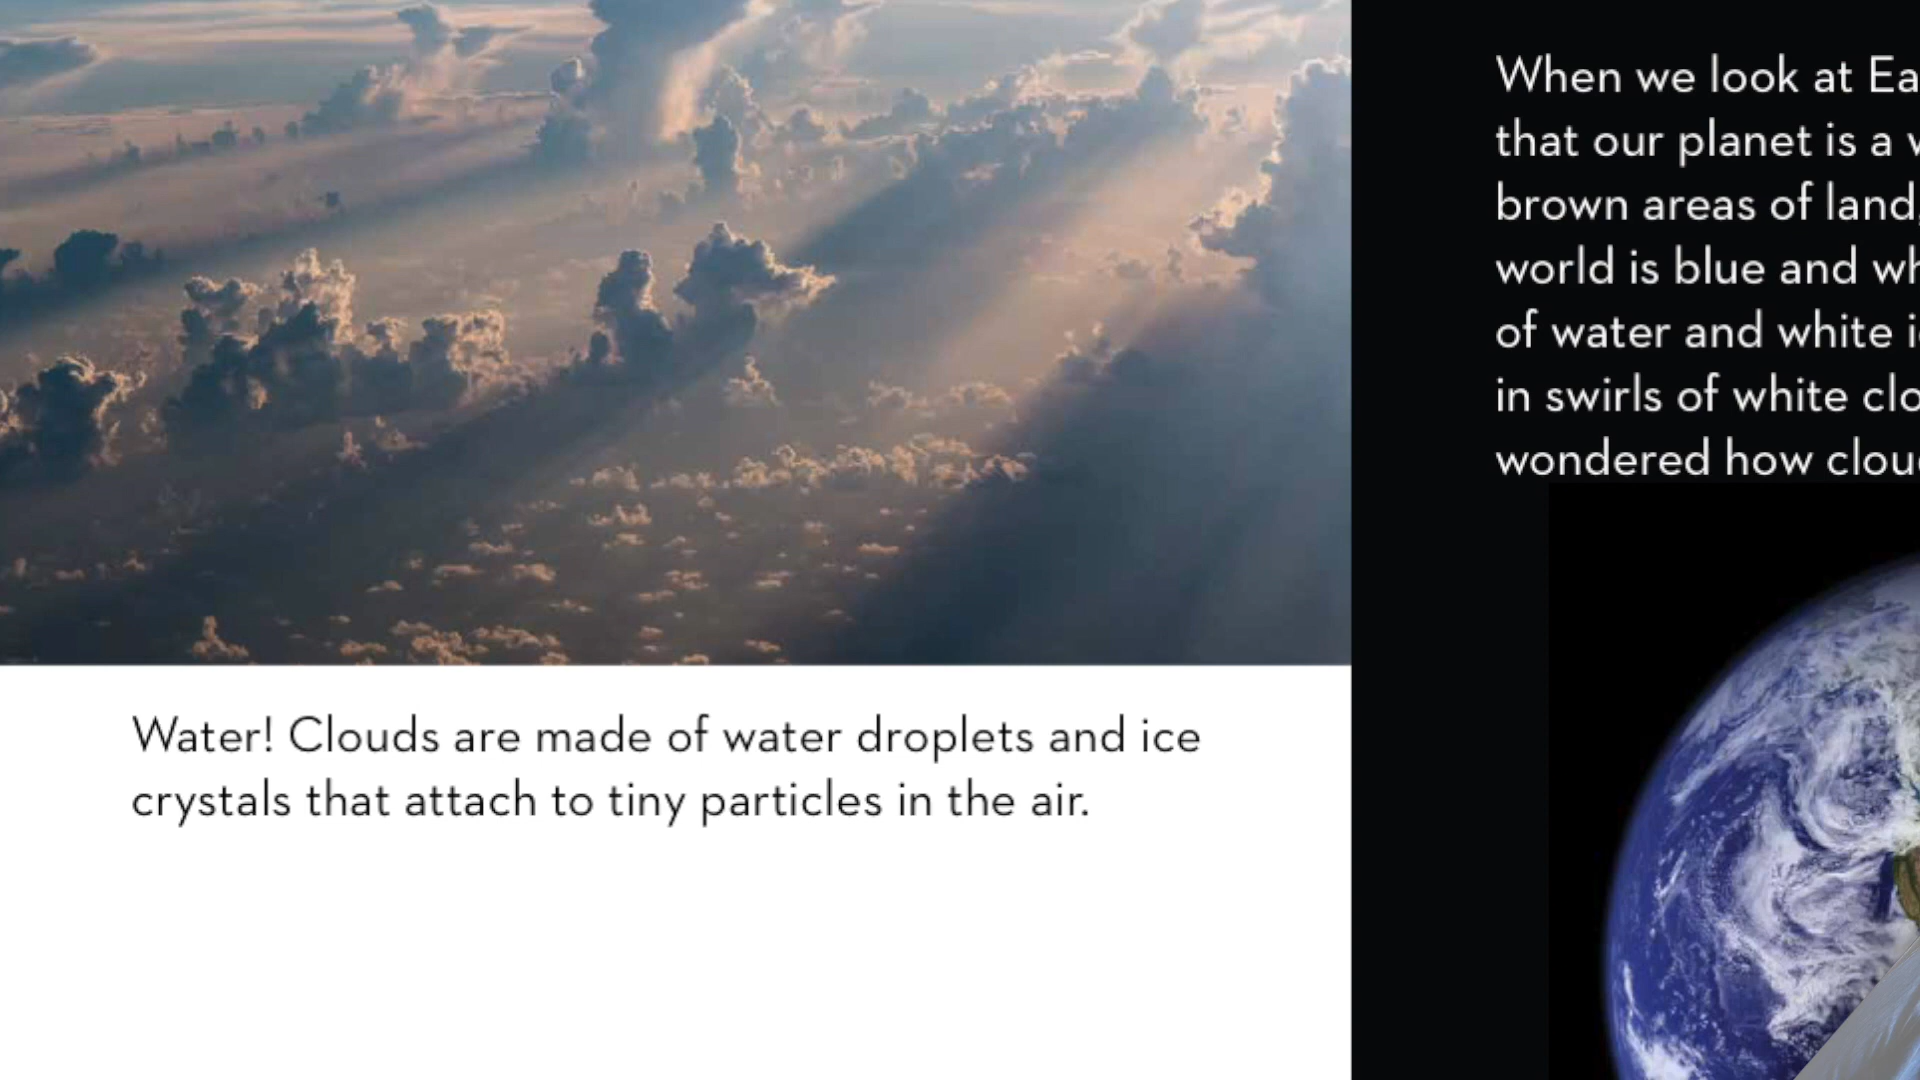 Water! Clouds are made of water droplets and ice
crystals that attach to tiny particles in the air.
When we look at
that our planet is a
brown areas of land,
world is blue and
of water and white
in swirls of white
wondered how